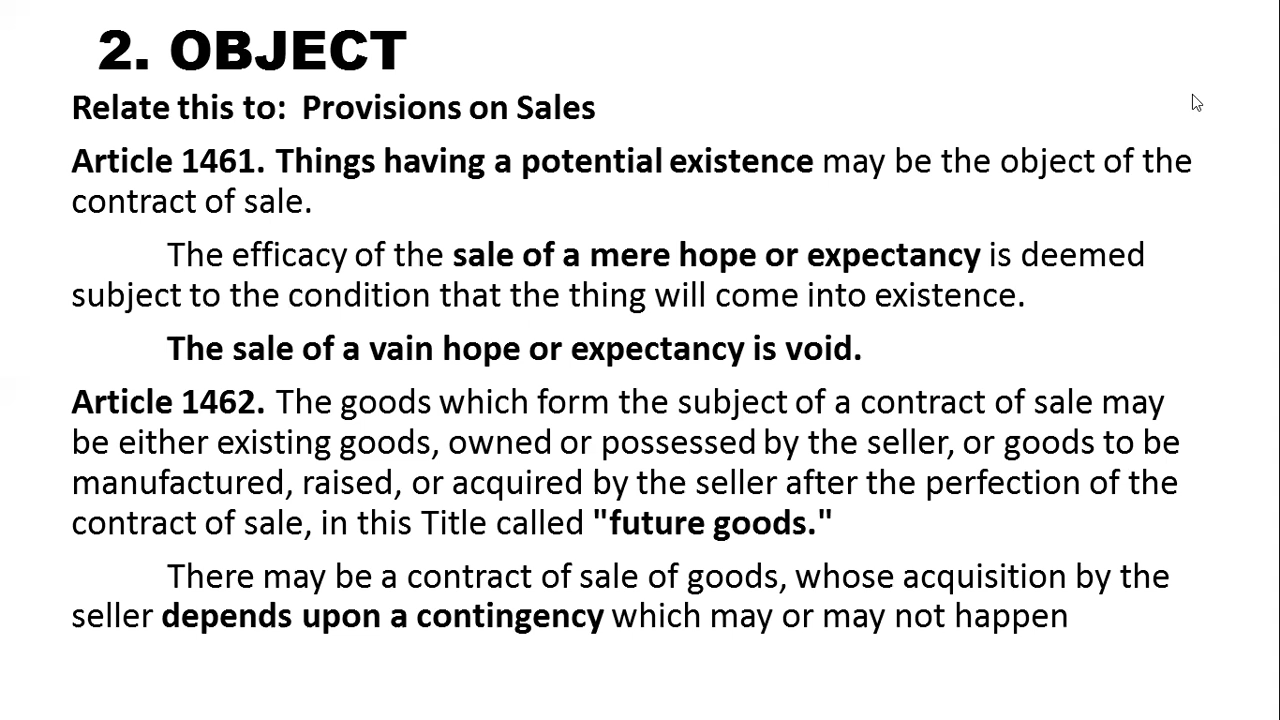 2. OBJECT
Relate this to: Provisions on Sales
Article 1461. Things having a potential existence may be the object of the
contract of sale.
The efficacy of the sale of a mere hope or expectancy is deemed
subject to the condition that the thing will come into existence.
The sale of a vain hope or expectancy is void.
Article 1462. The goods which form the subject of a contract of sale may
be either existing goods, owned or possessed by the seller, or goods to be
manufactured, raised, or acquired by the seller after the perfection of the
contract of sale, in this Title called "future goods."
There may be a contract of sale of goods, whose acquisition by the
seller depends upon a contingency which may or may not happen